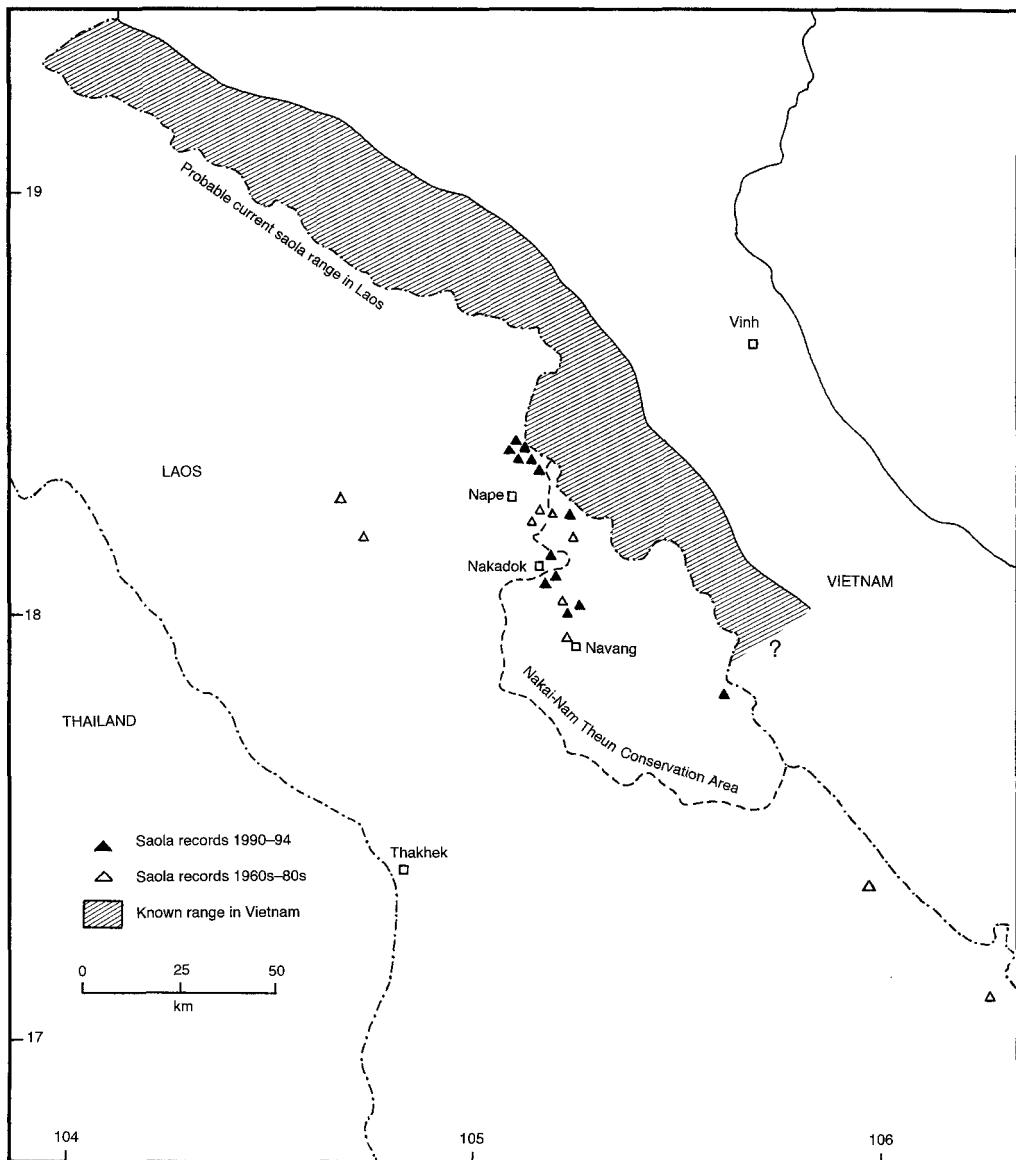 19
Probable current saola range in Laos
Vinh
LAOS
Nape
Nakadok
VIETNAM
18
?
Navang
Nakai-Nam Theun Conservation Area
THAILAND
Saola records 1990–94
Thakhek
Saola records 1960s–80s
Known range in Vietnam
0 25 50
km
17
104 105 106